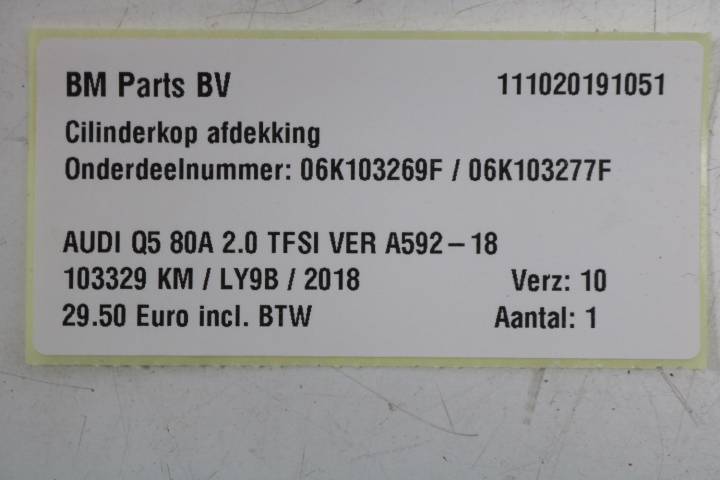 BM Parts BV 111020191051
Cilinderkop afdekking
Onderdeelnummer: 06K103269F / 06K103277F
AUDI Q5 80A 2.0 TFSI VER A592-18
103329 KM / LY9B / 2018 Verz: 10
29.50 Euro incl. BTW Aantal: 1